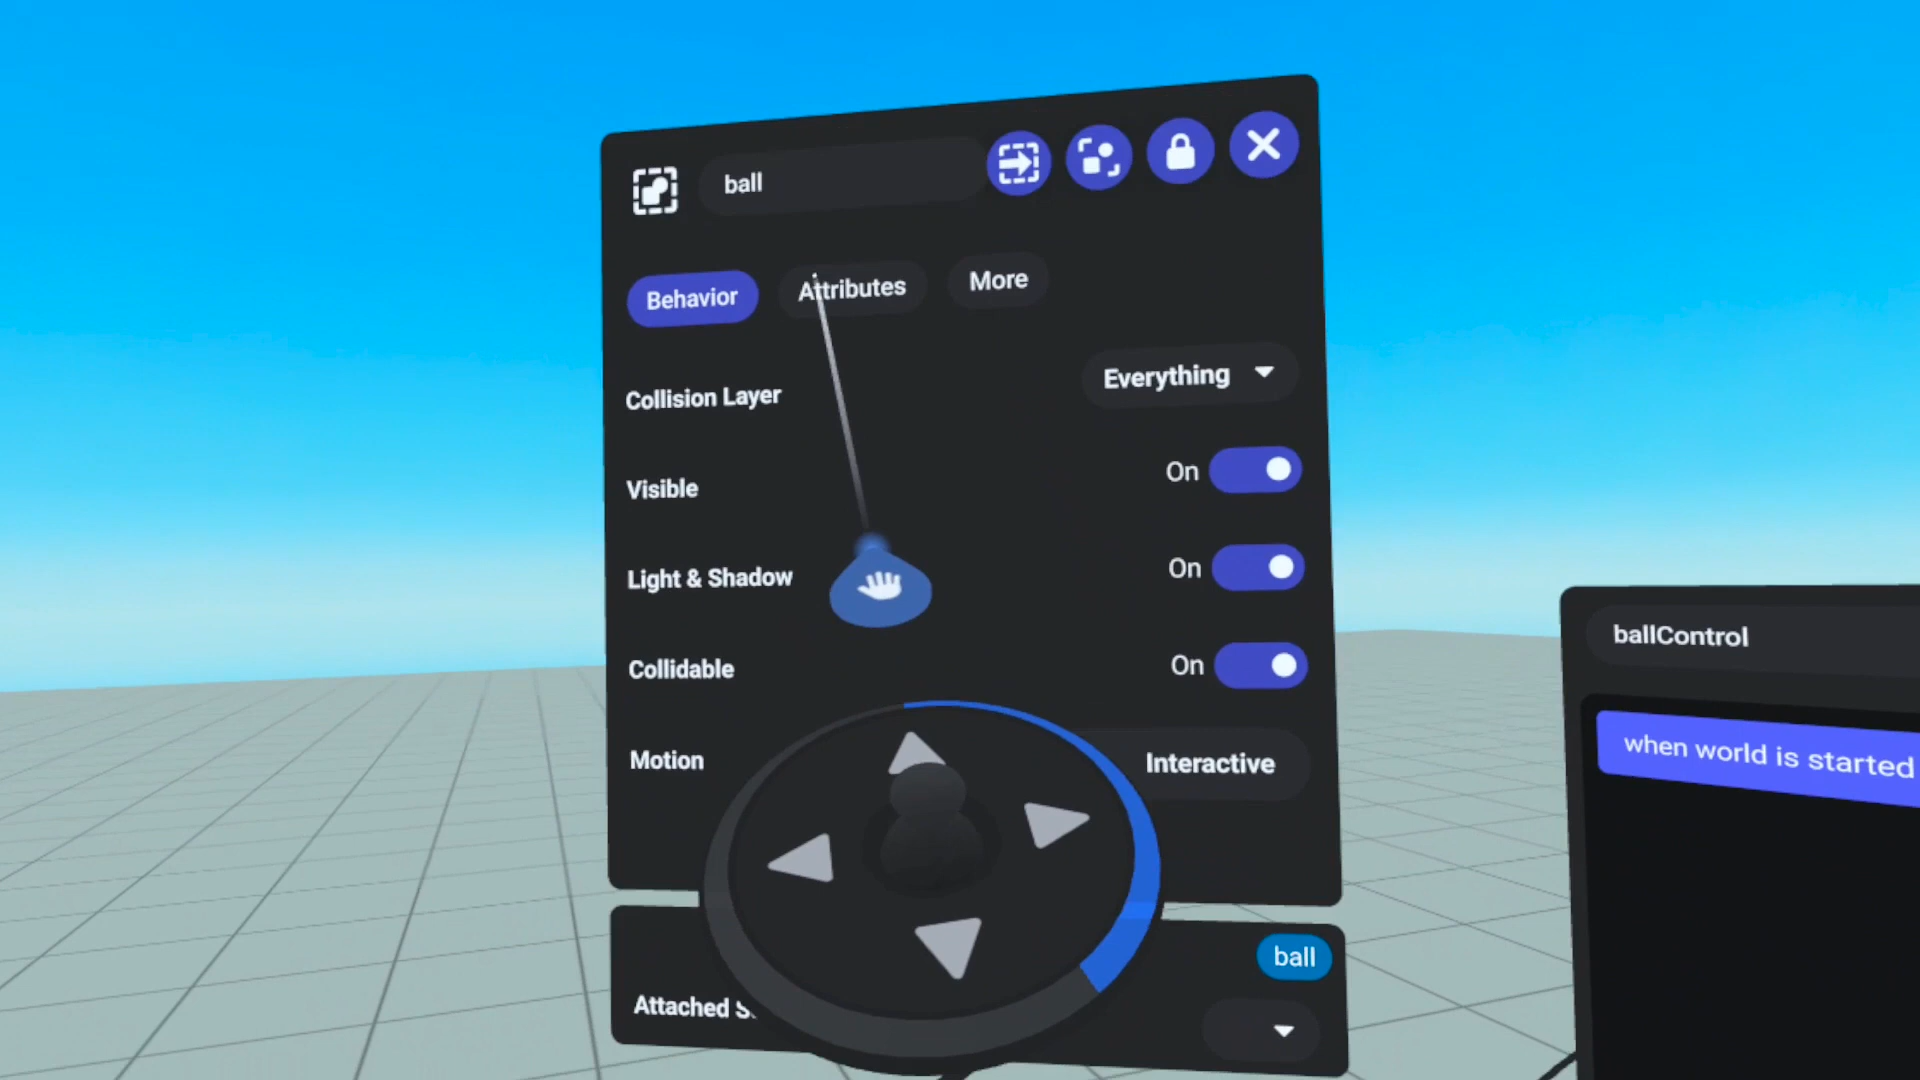 ball
Behavior
Attributes
More
Collision Layer
Everything
Visible
On
Light & Shadow
On
Collidable
On
Motion
Interactive
ball
Attached
ballControl
when world is started